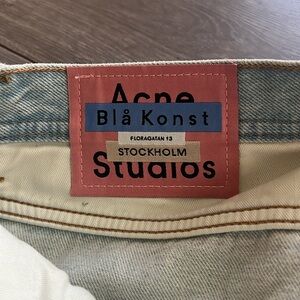 Acne
Blå Konst
FLORAGATAN 13
STOCKHOLM
Studios